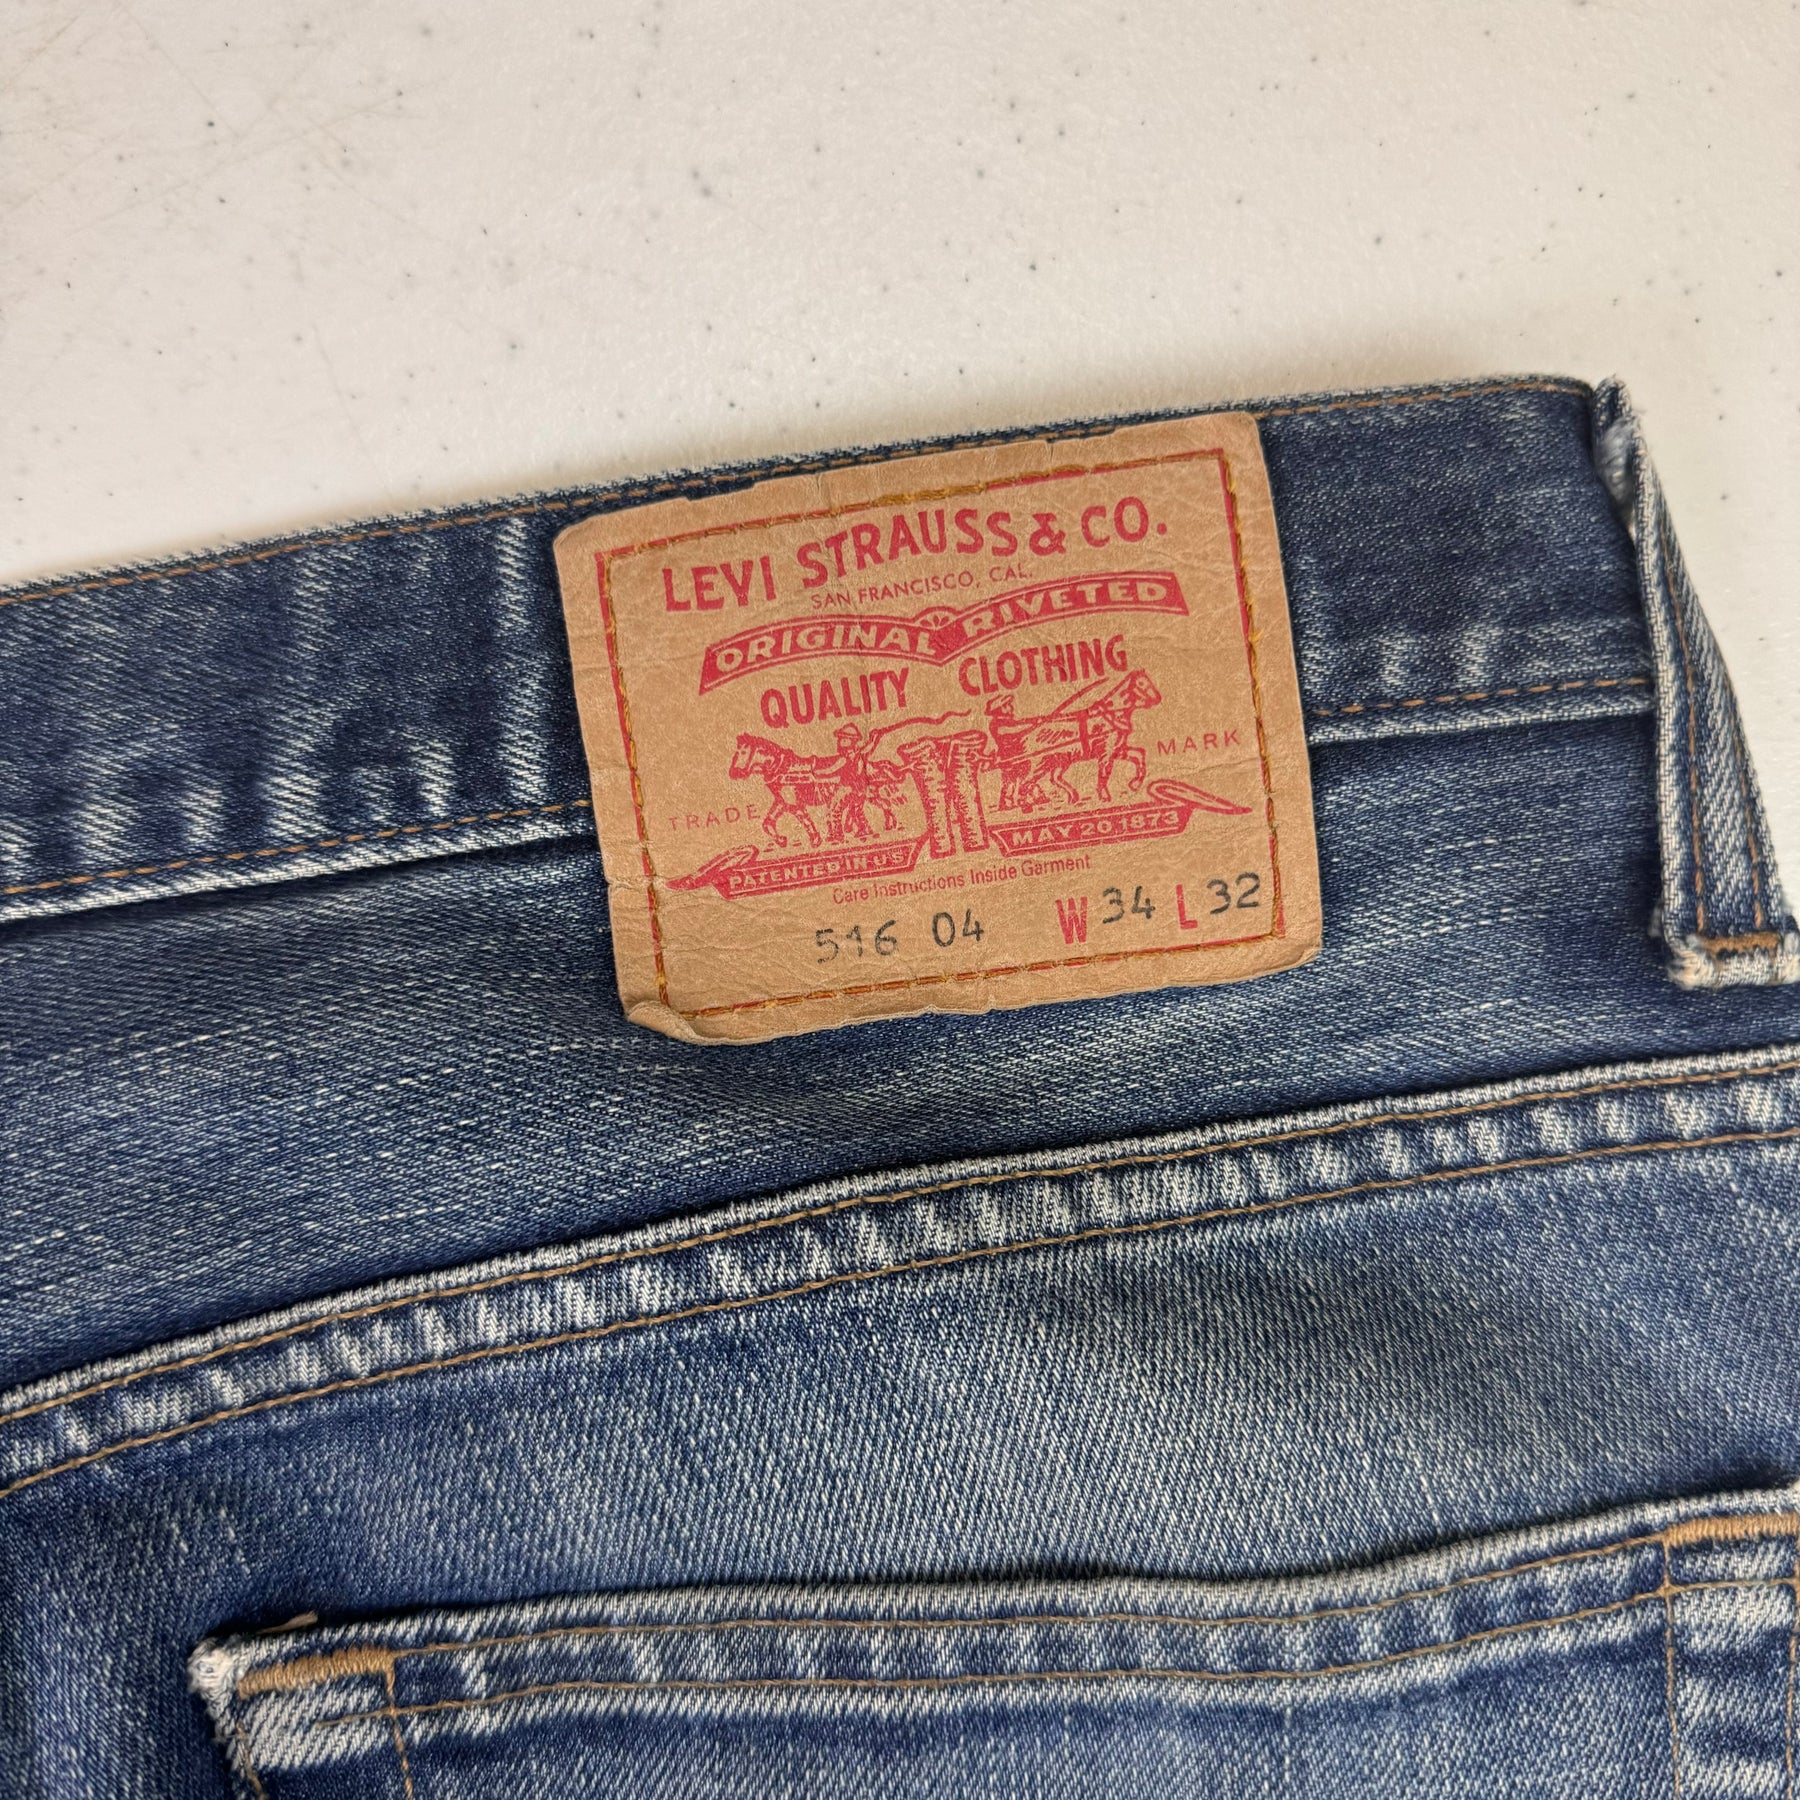 LEVI STRAUSS & CO.
SAN FRANCISCO, CAL.
ORIGINAL RIVETED
QUALITY CLOTHING
TRADE MARK
PATENTED IN U.S. MAY 20 1873
Care Instructions Inside Garment
516 04 W 34 L 32